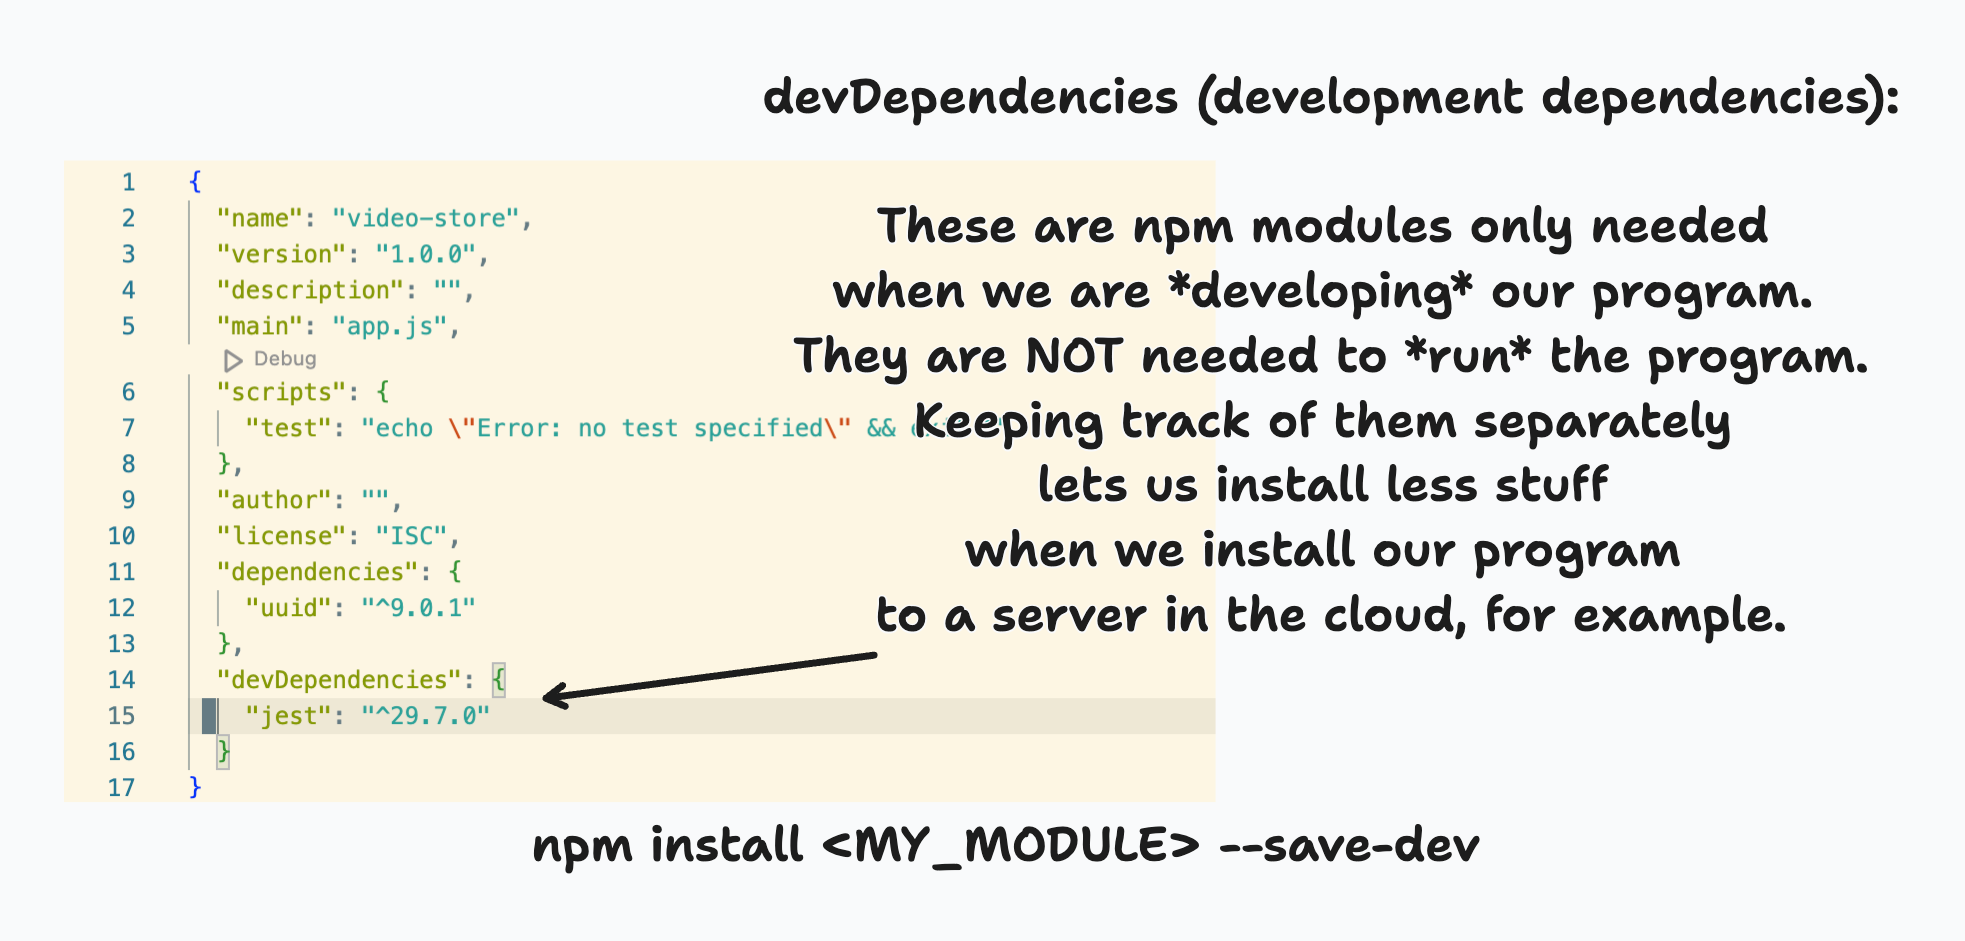 devDependencies (development dependencies):
1 {
2 "name": "video-store",
3 "version": "1.0.0",
4 "description": "",
5 "main": "app.js",
Debug
6 "scripts": {
7 "test": "echo \"Error: no test specified\" &&
8 },
9 "author": "",
10 "license": "ISC",
11 "dependencies": {
12 "uuid": "^9.0.1"
13 },
14 "devDependencies": {
15 "jest": "^29.7.0"
16 }
17 }
These are npm modules only needed
when we are *developing* our program.
They are NOT needed to *run* the program.
Keeping track of them separately
lets us install less stuff
when we install our program
to a server in the cloud, for example.
npm install <MY_MODULE> --save-dev